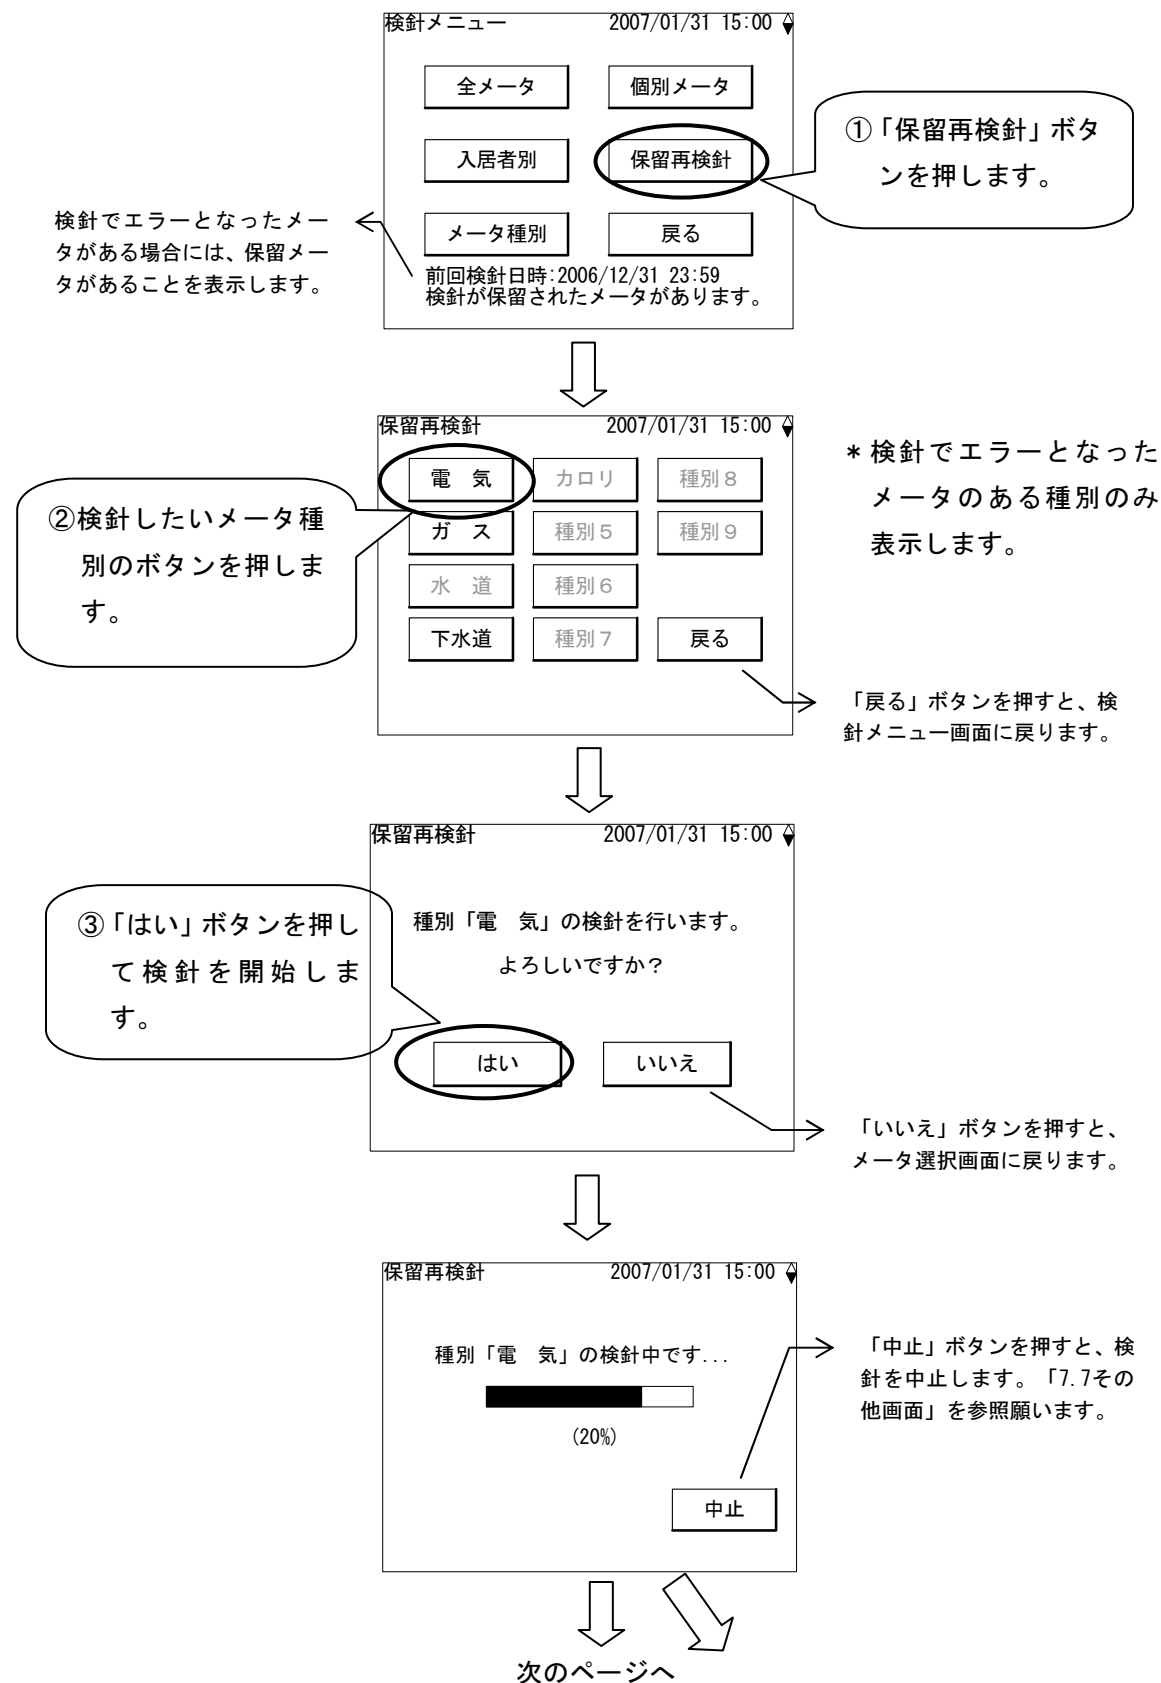 検針メニュー 2007/01/31 15:00
全メータ 個別メータ
入居者別 保留再検針
メータ種別 戻る
前回検針日時:2006/12/31 23:59
検針が保留されたメータがあります。
①「保留再検針」ボタ
ンを押します。
検針でエラーとなったメー
タがある場合には、保留メー
タがあることを表示します。
保留再検針 2007/01/31 15:00
電　気 カロリ 種別8
ガ　ス 種別5 種別9
水　道 種別6
下水道 種別7 戻る
②検針したいメータ種
別のボタンを押しま
す。
*検針でエラーとなった
メータのある種別のみ
表示します。
「戻る」ボタンを押すと、検
針メニュー画面に戻ります。
保留再検針 2007/01/31 15:00
種別「電　気」の検針を行います。
よろしいですか？
はい いいえ
③「はい」ボタンを押し
て検針を開始しま
す。
「いいえ」ボタンを押すと、
メータ選択画面に戻ります。
保留再検針 2007/01/31 15:00
種別「電　気」の検針中です...
(20%)
中止
「中止」ボタンを押すと、検
針を中止します。「7.7その
他画面」を参照願います。
次のページへ